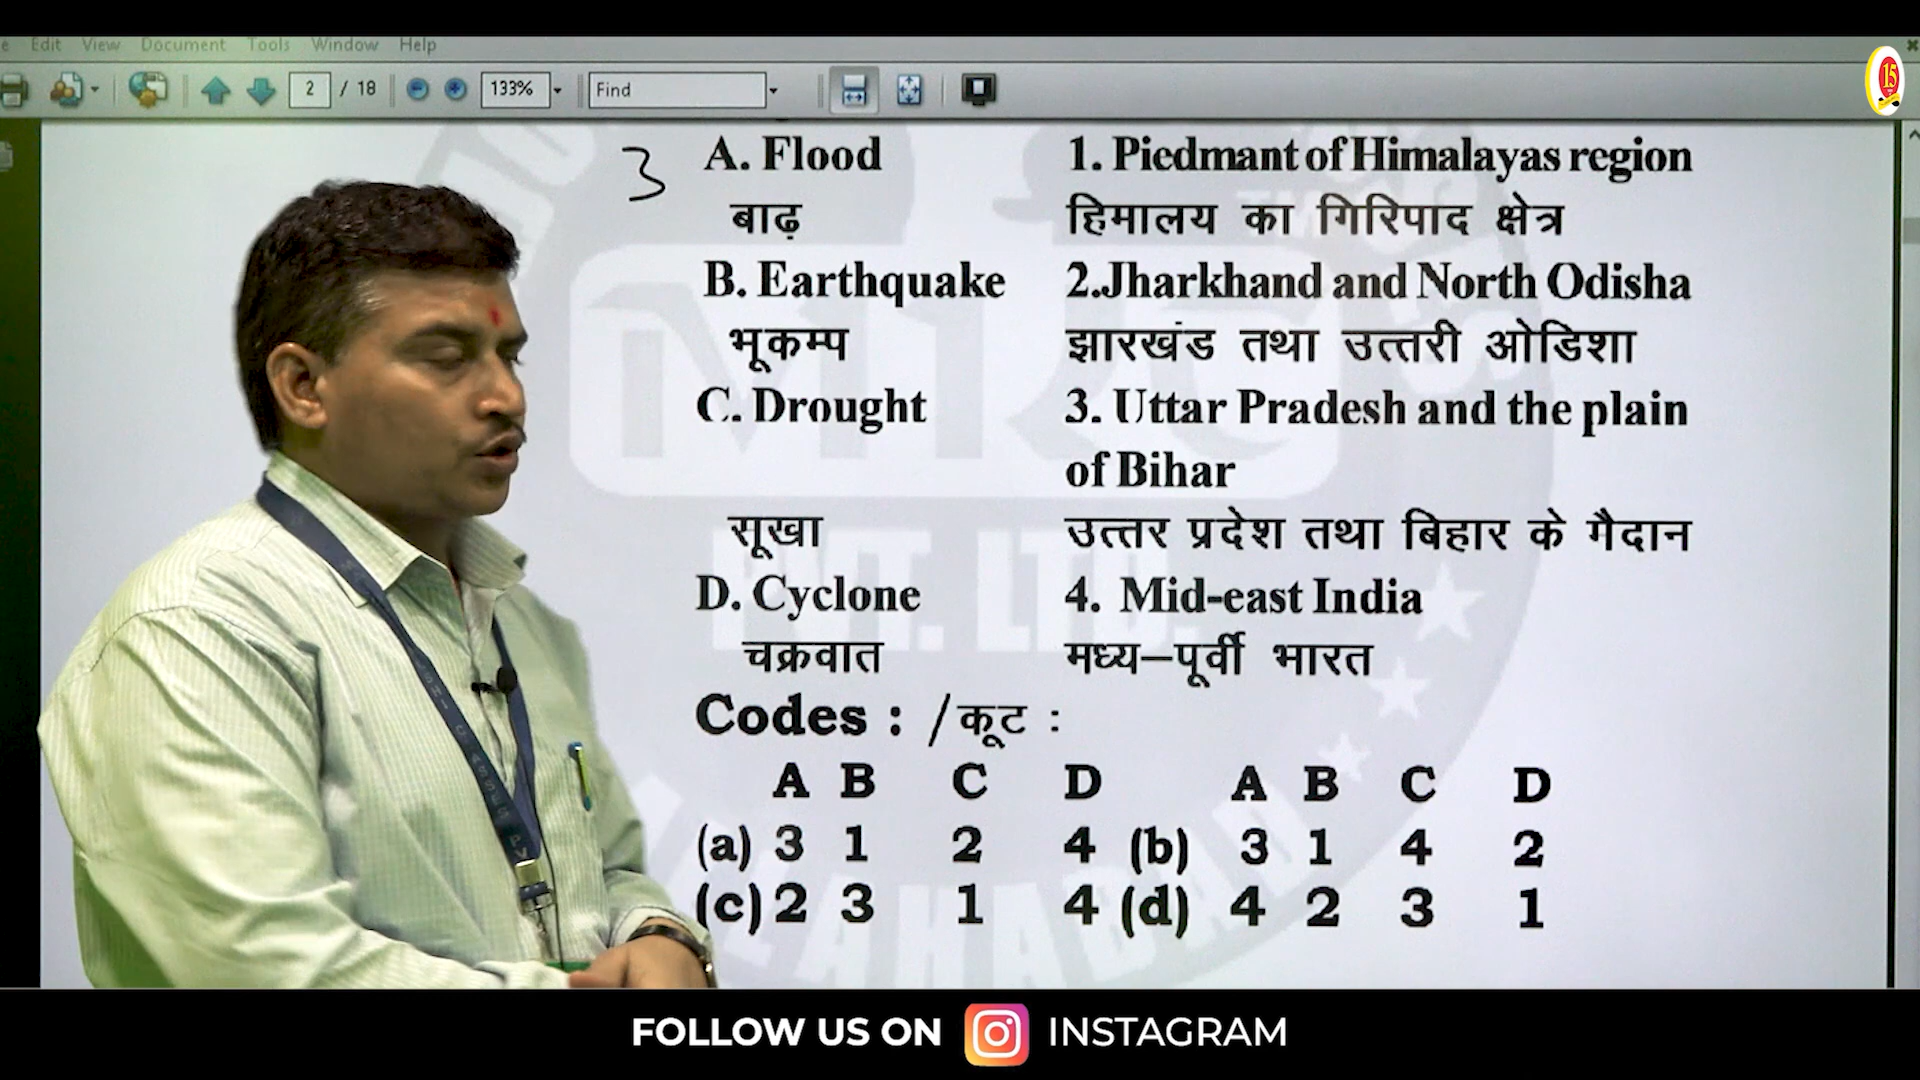 Edit View Document Tools Window Help
2 / 18 133% Find
15
3 A. Flood 1. Piedmant of Himalayas region
बाढ़ हिमालय का गिरिपाद क्षेत्र
B. Earthquake 2.Jharkhand and North Odisha
भूकम्प झारखंड तथा उत्तरी ओडिशा
C. Drought 3. Uttar Pradesh and the plain
of Bihar
सूखा उत्तर प्रदेश तथा बिहार के मैदान
D. Cyclone 4. Mid-east India
चक्रवात मध्य–पूर्वी भारत
Codes : /कूट :
A B C D A B C D
(a) 3 1 2 4 (b) 3 1 4 2
(c) 2 3 1 4 (d) 4 2 3 1
PVT. LTD.
FOLLOW US ON INSTAGRAM